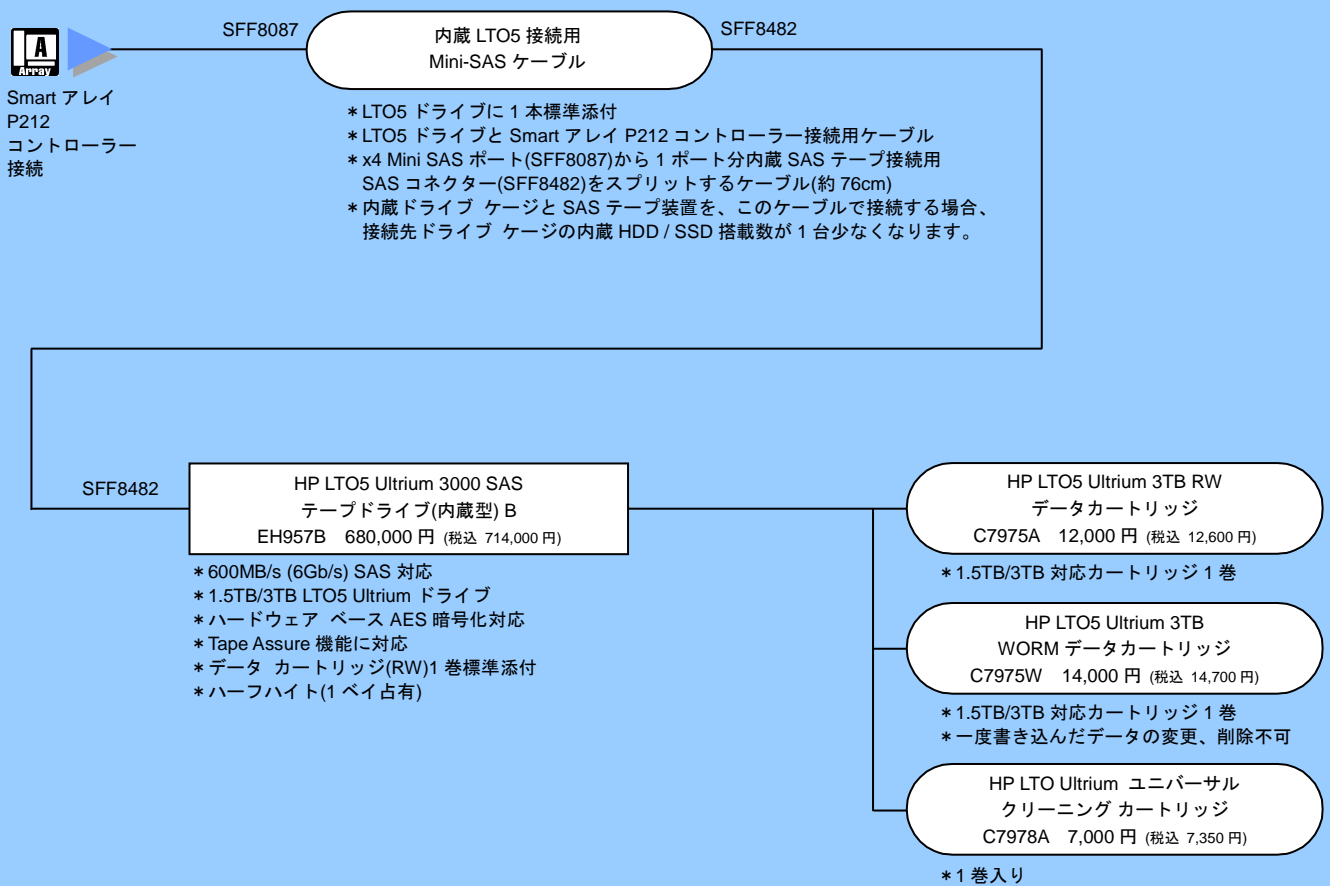 A
Array
Smart アレイ
P212
コントローラー
接続
SFF8087
内蔵 LTO5 接続用
Mini-SAS ケーブル
SFF8482
＊LTO5 ドライブに 1 本標準添付
＊LTO5 ドライブと Smart アレイ P212 コントローラー接続用ケーブル
＊x4 Mini SAS ポート(SFF8087)から 1 ポート分内蔵 SAS テープ接続用
SAS コネクター(SFF8482)をスプリットするケーブル(約 76cm)
＊内蔵ドライブ ケージと SAS テープ装置を、このケーブルで接続する場合、
接続先ドライブ ケージの内蔵 HDD / SSD 搭載数が 1 台少なくなります。
SFF8482
HP LTO5 Ultrium 3000 SAS
テープドライブ(内蔵型) B
EH957B 680,000 円 (税込 714,000 円)
＊600MB/s (6Gb/s) SAS 対応
＊1.5TB/3TB LTO5 Ultrium ドライブ
＊ハードウェア ベース AES 暗号化対応
＊Tape Assure 機能に対応
＊データ カートリッジ(RW)1 巻標準添付
＊ハーフハイト(1 ベイ占有)
HP LTO5 Ultrium 3TB RW
データカートリッジ
C7975A 12,000 円 (税込 12,600 円)
＊1.5TB/3TB 対応カートリッジ 1 巻
HP LTO5 Ultrium 3TB
WORM データカートリッジ
C7975W 14,000 円 (税込 14,700 円)
＊1.5TB/3TB 対応カートリッジ 1 巻
＊一度書き込んだデータの変更、削除不可
HP LTO Ultrium ユニバーサル
クリーニング カートリッジ
C7978A 7,000 円 (税込 7,350 円)
＊1 巻入り